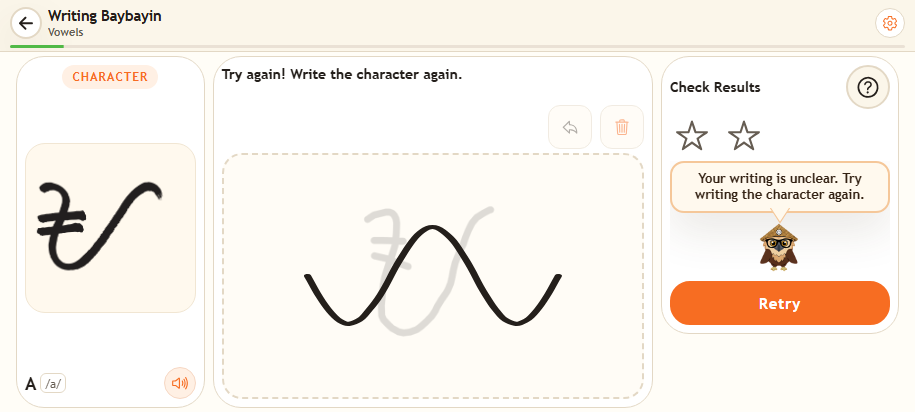 Writing Baybayin
Vowels
CHARACTER
ᜀ
A /a/
Try again! Write the character again.
ᜀ
Check Results
?
Your writing is unclear. Try
writing the character again.
Retry